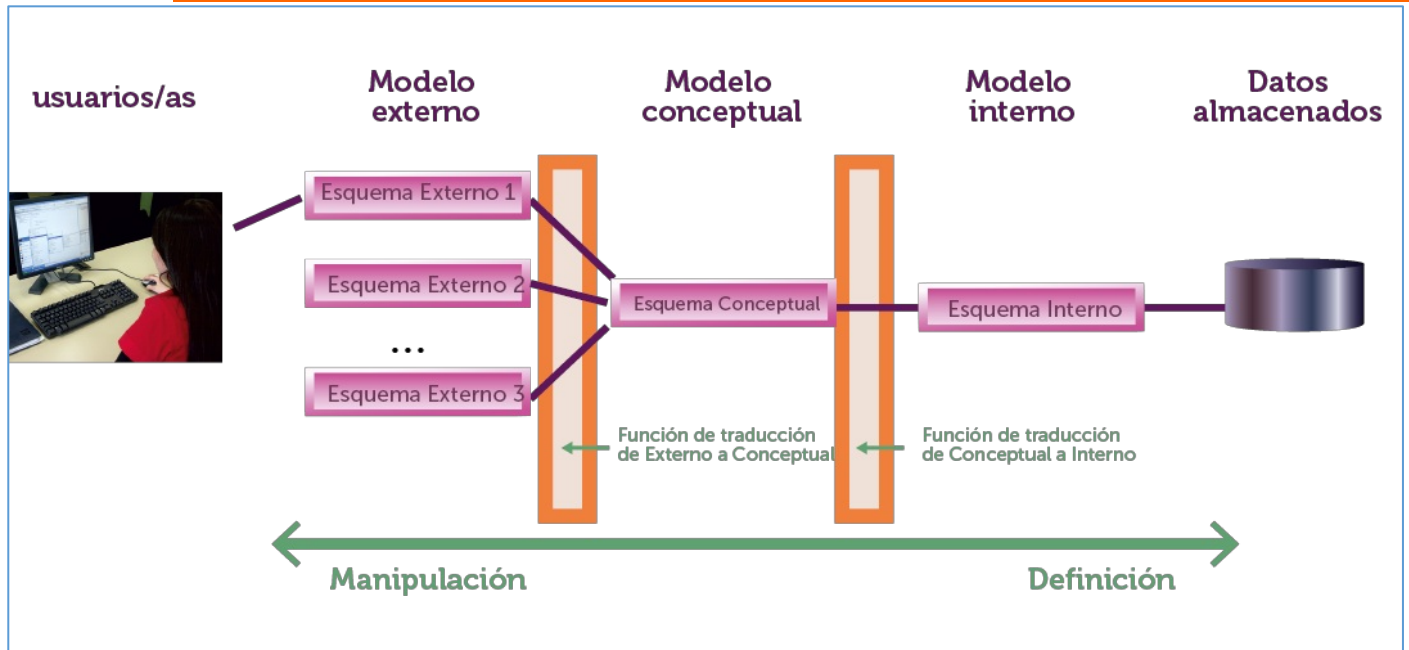 usuarios/as
Modelo
externo
Modelo
conceptual
Modelo
interno
Datos
almacenados
Esquema Externo 1
Esquema Externo 2
...
Esquema Externo 3
Esquema Conceptual
Esquema Interno
Función de traducción
de Externo a Conceptual
Función de traducción
de Conceptual a Interno
Manipulación
Definición